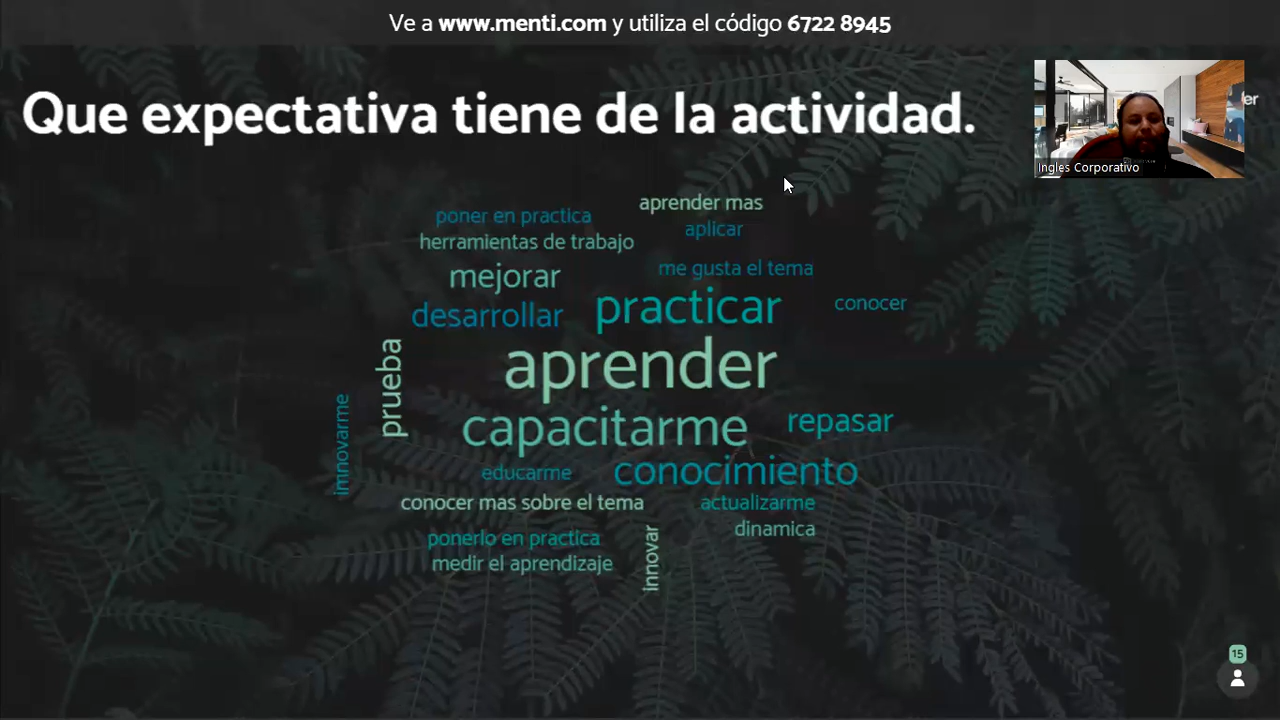 Ve a www.menti.com y utiliza el código 6722 8945
Que expectativa tiene de la actividad.
er
Ingles Corporativo
aprender mas
poner en practica
aplicar
herramientas de trabajo
me gusta el tema
mejorar
practicar
conocer
desarrollar
prueba
aprender
imnovarme
capacitarme
repasar
educarme
conocimiento
conocer mas sobre el tema
actualizarme
dinamica
ponerlo en practica
innovar
medir el aprendizaje
15